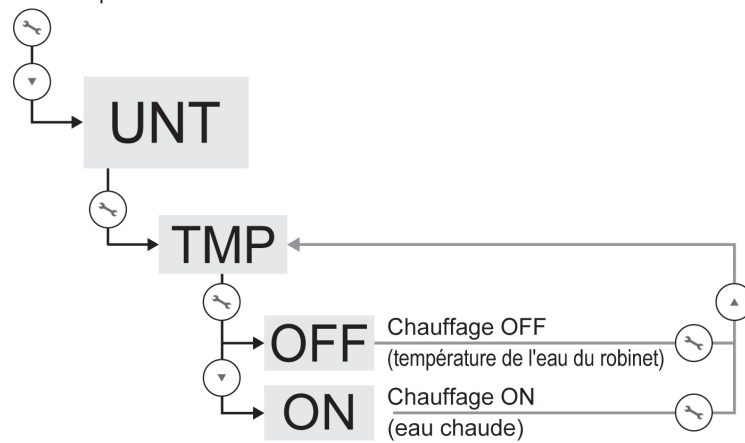 UNT
TMP
OFF
Chauffage OFF
(température de l'eau du robinet)
ON
Chauffage ON
(eau chaude)